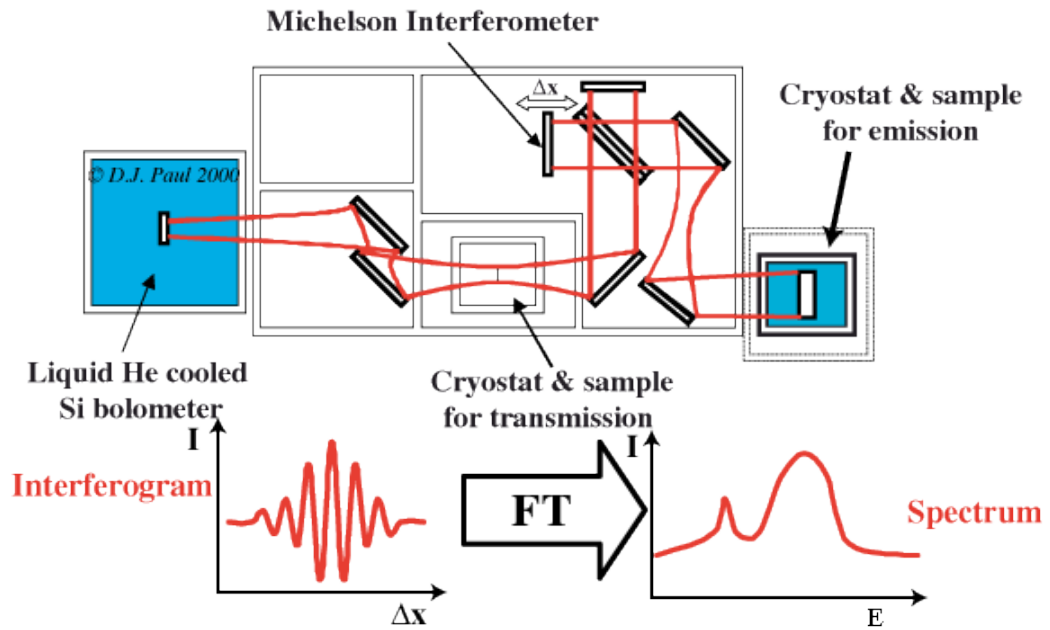 Michelson Interferometer
Δx
Cryostat & sample
for emission
© D.J. Paul 2000
Liquid He cooled
Si bolometer
Cryostat & sample
for transmission
I
Interferogram
Δx
FT
I
Spectrum
E